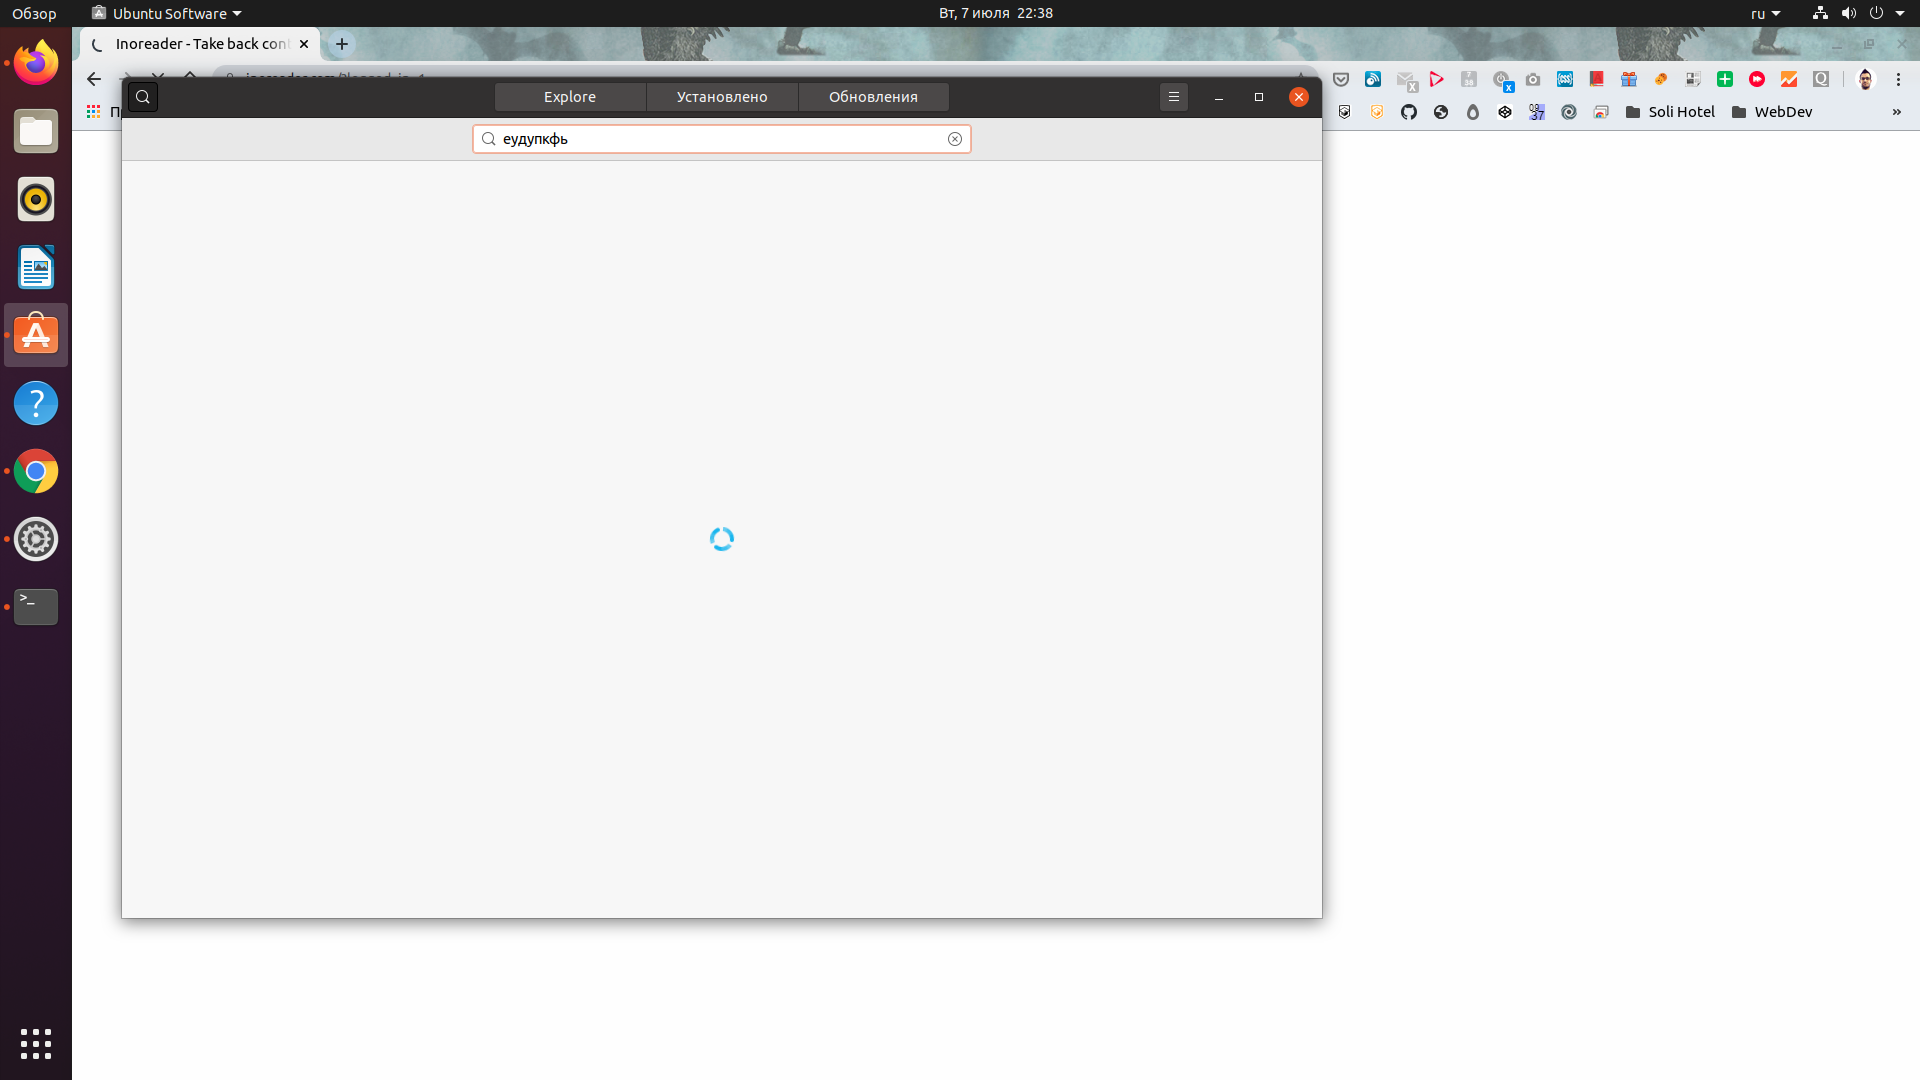 Обзор
Ubuntu Software
Вт, 7 июля 22:38
ru
Inoreader - Take back con
Explore
Установлено
Обновления
еудупкфь
Soli Hotel
WebDev
»